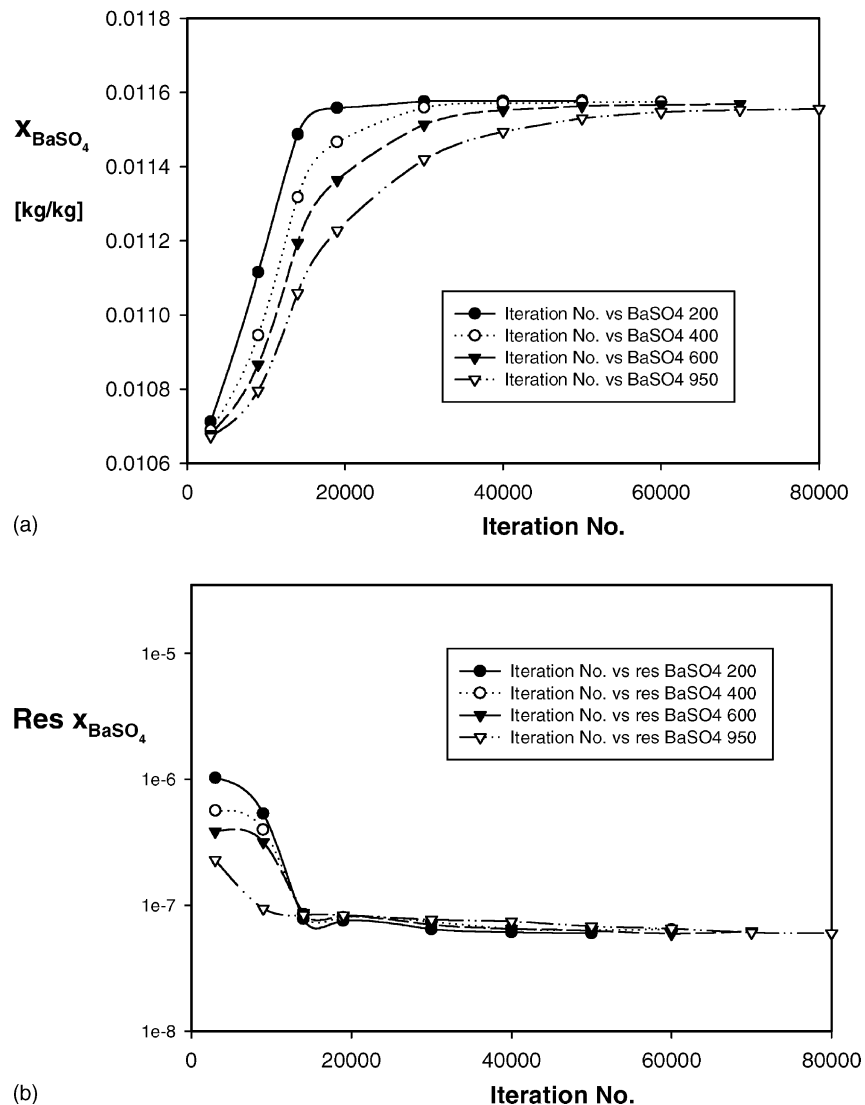 0.0118
0.0116
0.0114
0.0112
0.0110
0.0108
0.0106
x BaSO4
[kg/kg]
Iteration No. vs BaSO4 200
Iteration No. vs BaSO4 400
Iteration No. vs BaSO4 600
Iteration No. vs BaSO4 950
0 20000 40000 60000 80000
(a) Iteration No.
1e-5
1e-6
1e-7
1e-8
Res x BaSO4
Iteration No. vs res BaSO4 200
Iteration No. vs res BaSO4 400
Iteration No. vs res BaSO4 600
Iteration No. vs res BaSO4 950
0 20000 40000 60000 80000
(b) Iteration No.